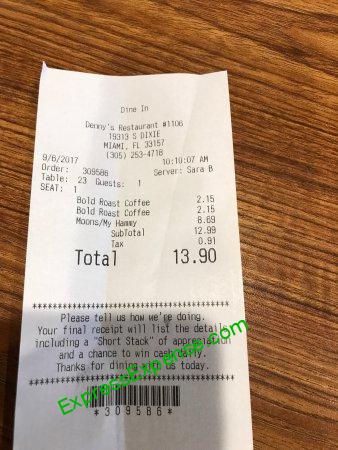 Dine In
Denny's Restaurant #1106
19313 S DIXIE
MIAMI, FL 33157
(305) 253-4718
9/6/2017 10:10:07 AM
Order: 309586 Server: Sara B
Table: 23 Guests: 1
SEAT: 1
Bold Roast Coffee 2.15
Bold Roast Coffee 2.15
Moons/My Hammy 8.69
SubTotal 12.99
Tax 0.91
Total 13.90
************************************
Please tell us how we're doing.
Your final receipt will list the details
including a "Short Stack" of appreciation
and a chance to win cash daily.
Thanks for dining with us today.
************************************
*309586*
ExpressExpense.com